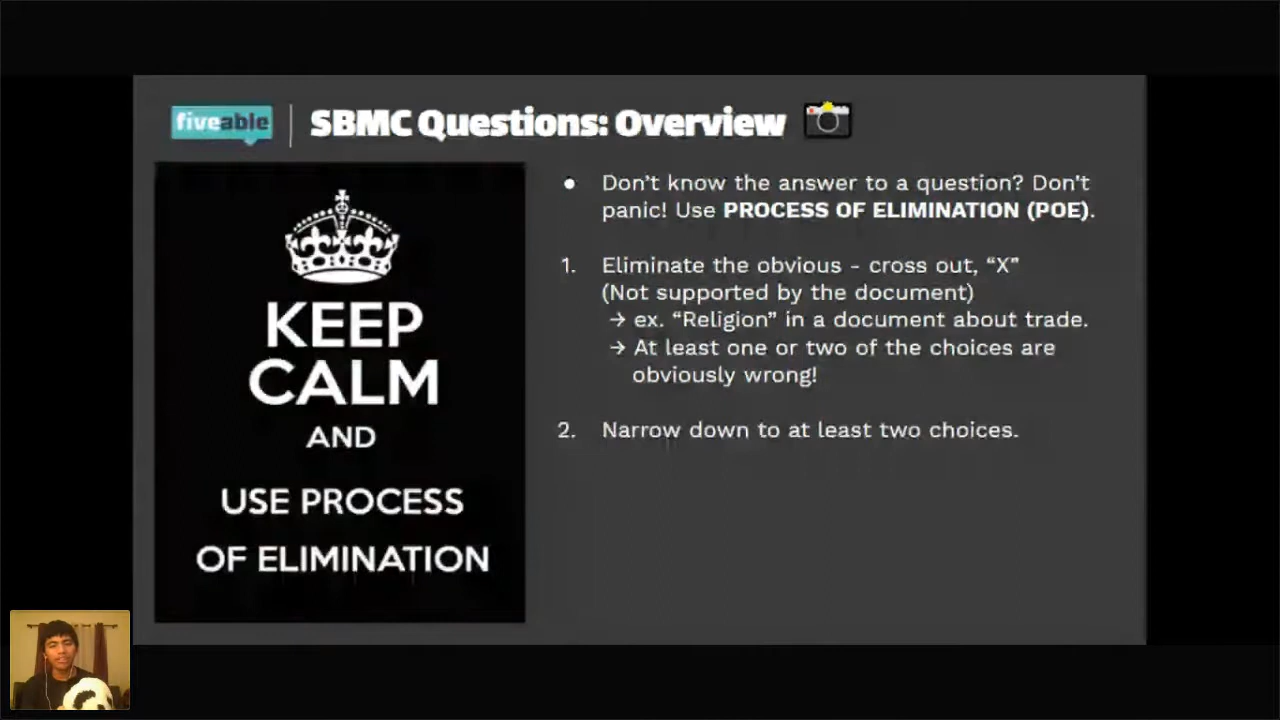 fiveable
SBMC Questions: Overview
KEEP
CALM
AND
USE PROCESS
OF ELIMINATION
● Don't know the answer to a question? Don't
panic! Use PROCESS OF ELIMINATION (POE).
1. Eliminate the obvious - cross out, “X”
(Not supported by the document)
→ ex. “Religion” in a document about trade.
→ At least one or two of the choices are
obviously wrong!
2. Narrow down to at least two choices.